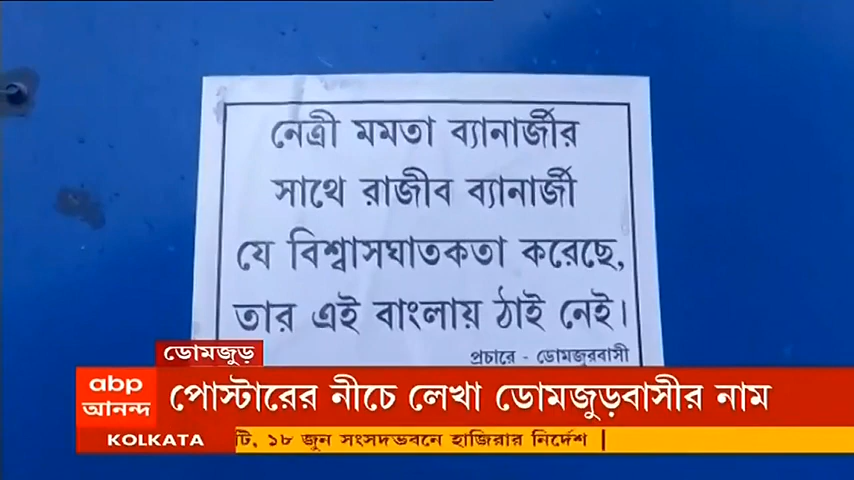 নেত্রী মমতা ব্যানার্জীর
সাথে রাজীব ব্যানার্জী
যে বিশ্বাসঘাতকতা করেছে,
তার এই বাংলায় ঠাই নেই।
প্রচারে - ডোমজুরবাসী
ডোমজুড়
abp
আনন্দ
পোস্টারের নীচে লেখা ডোমজুড়বাসীর নাম
KOLKATA
টি, ১৮ জুন সংসদভবনে হাজিরার নির্দেশ